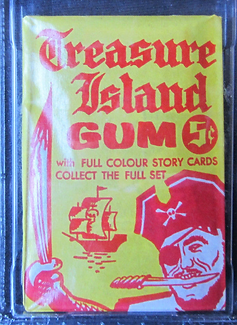 Treasure
Island
GUM 5¢
with FULL COLOUR STORY CARDS
COLLECT THE FULL SET